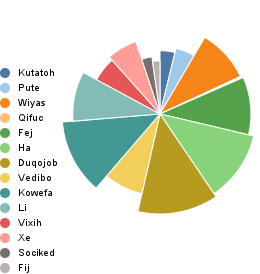 Kutatoh
Pute
Wiyas
Qifuc
Fej
Ha
Duqojob
Vedibo
Kowefa
Li
Vixih
Xe
Sociked
Fij